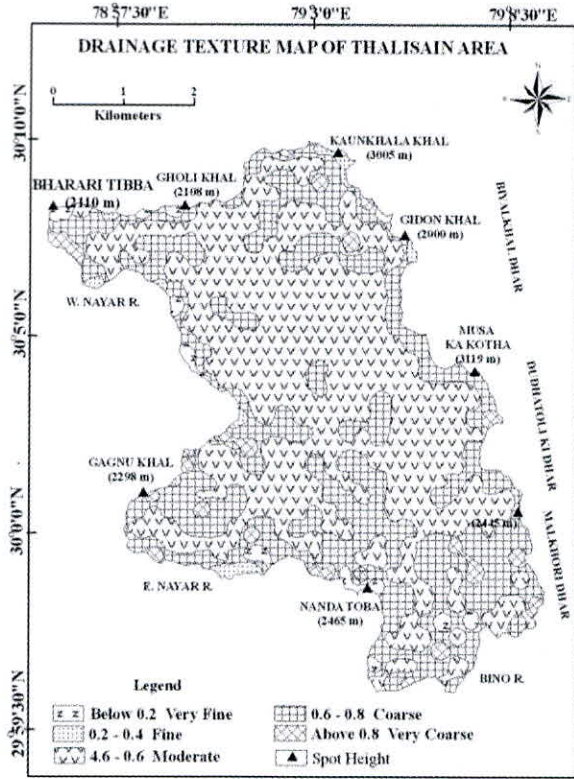 78°57'30"E 79°3'0"E 79°8'30"E
DRAINAGE TEXTURE MAP OF THALISAIN AREA
N
0 1 2
Kilometers
30°10'0"N
KAUNKHALA KHAL
(3005 m)
GHOLI KHAL
(2108 m)
BHARARI TIBBA
(2110 m)
GIDON KHAL
(2900 m)
BIYALKHAL DHAR
W. NAYAR R.
30°5'0"N
MUSA
KA KOTHA
(3119 m)
DUDHATOLI KI DHAR
GAGNU KHAL
(2298 m)
30°0'0"N
(2445 m)
MALKHORI DHAR
E. NAYAR R.
NANDA TOBA
(2465 m)
BINO R.
29°59'30"N
Legend
Below 0.2 Very Fine
0.2 - 0.4 Fine
4.6 - 0.6 Moderate
0.6 - 0.8 Coarse
Above 0.8 Very Coarse
Spot Height